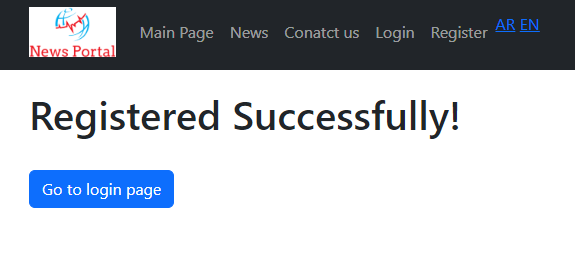 News Portal
Main Page News Conatct us Login Register AR EN
Registered Successfully!
Go to login page